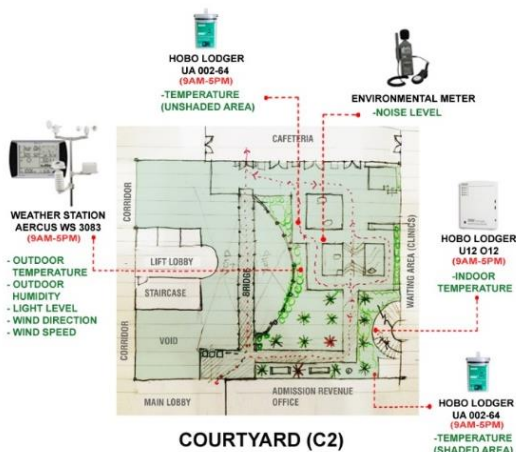 HOBO LODGER
UA 002-64
(9AM-5PM)
-TEMPERATURE
(UNSHADED AREA)
ENVIRONMENTAL METER
-NOISE LEVEL
WEATHER STATION
AERCUS WS 3083
(9AM-5PM)
- OUTDOOR
TEMPERATURE
- OUTDOOR
HUMIDITY
- LIGHT LEVEL
- WIND DIRECTION
- WIND SPEED
CAFETERIA
CORRIDOR
LIFT LOBBY
STAIRCASE
BRIDGE
VOID
CORRIDOR
MAIN LOBBY
ADMISSION REVENUE
OFFICE
WAITING AREA (CLINICS)
HOBO LODGER
U12 O12
(9AM-5PM)
-INDOOR
TEMPERATURE
HOBO LODGER
UA 002-64
(9AM-5PM)
-TEMPERATURE
(SHADED AREA)
COURTYARD (C2)